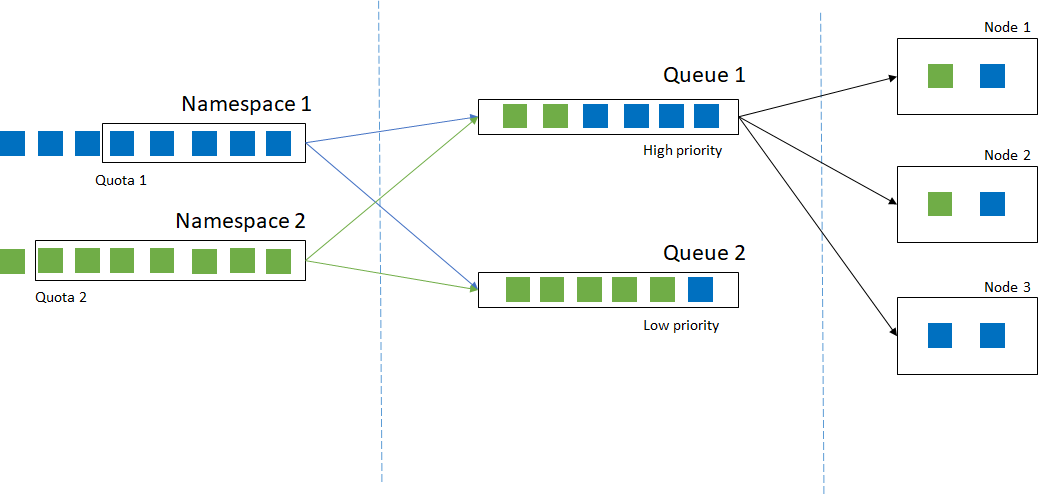 Namespace 1
Quota 1
Namespace 2
Quota 2
Queue 1
High priority
Queue 2
Low priority
Node 1
Node 2
Node 3